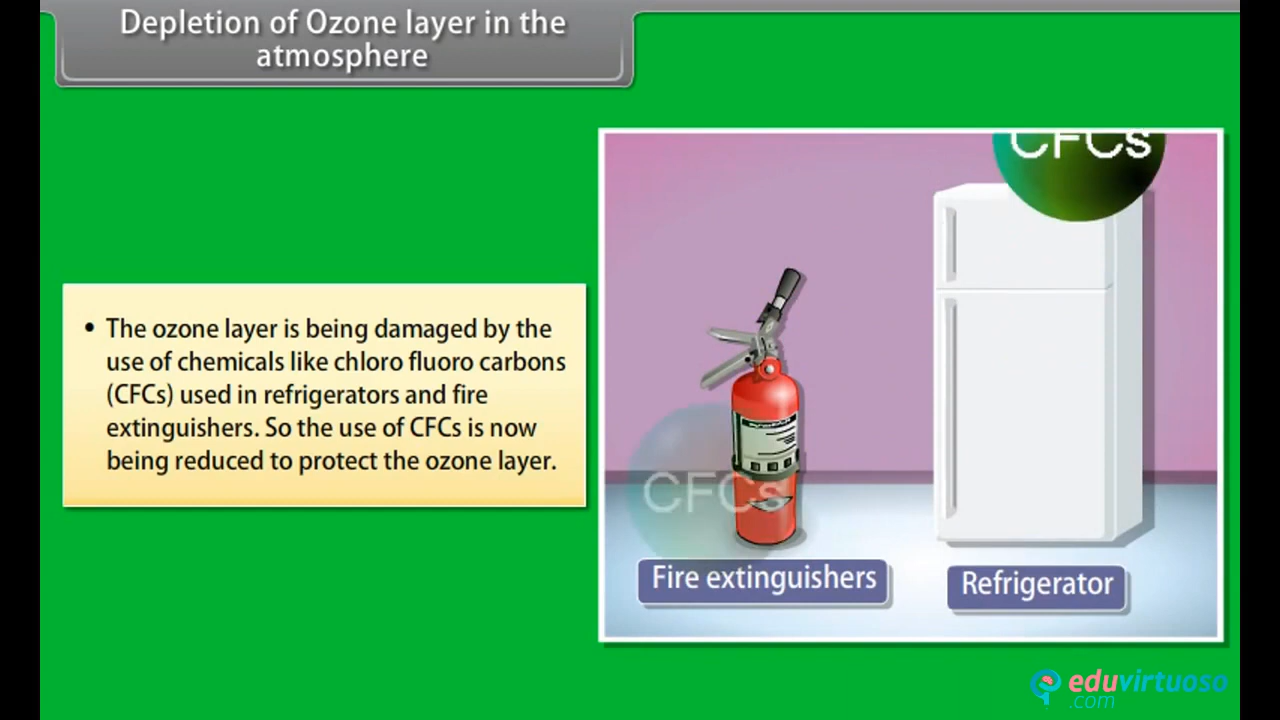 Depletion of Ozone layer in the
atmosphere
• The ozone layer is being damaged by the
use of chemicals like chloro fluoro carbons
(CFCs) used in refrigerators and fire
extinguishers. So the use of CFCs is now
being reduced to protect the ozone layer.
CFCs
CFCs
Fire extinguishers
Refrigerator
eduvirtuoso
.com